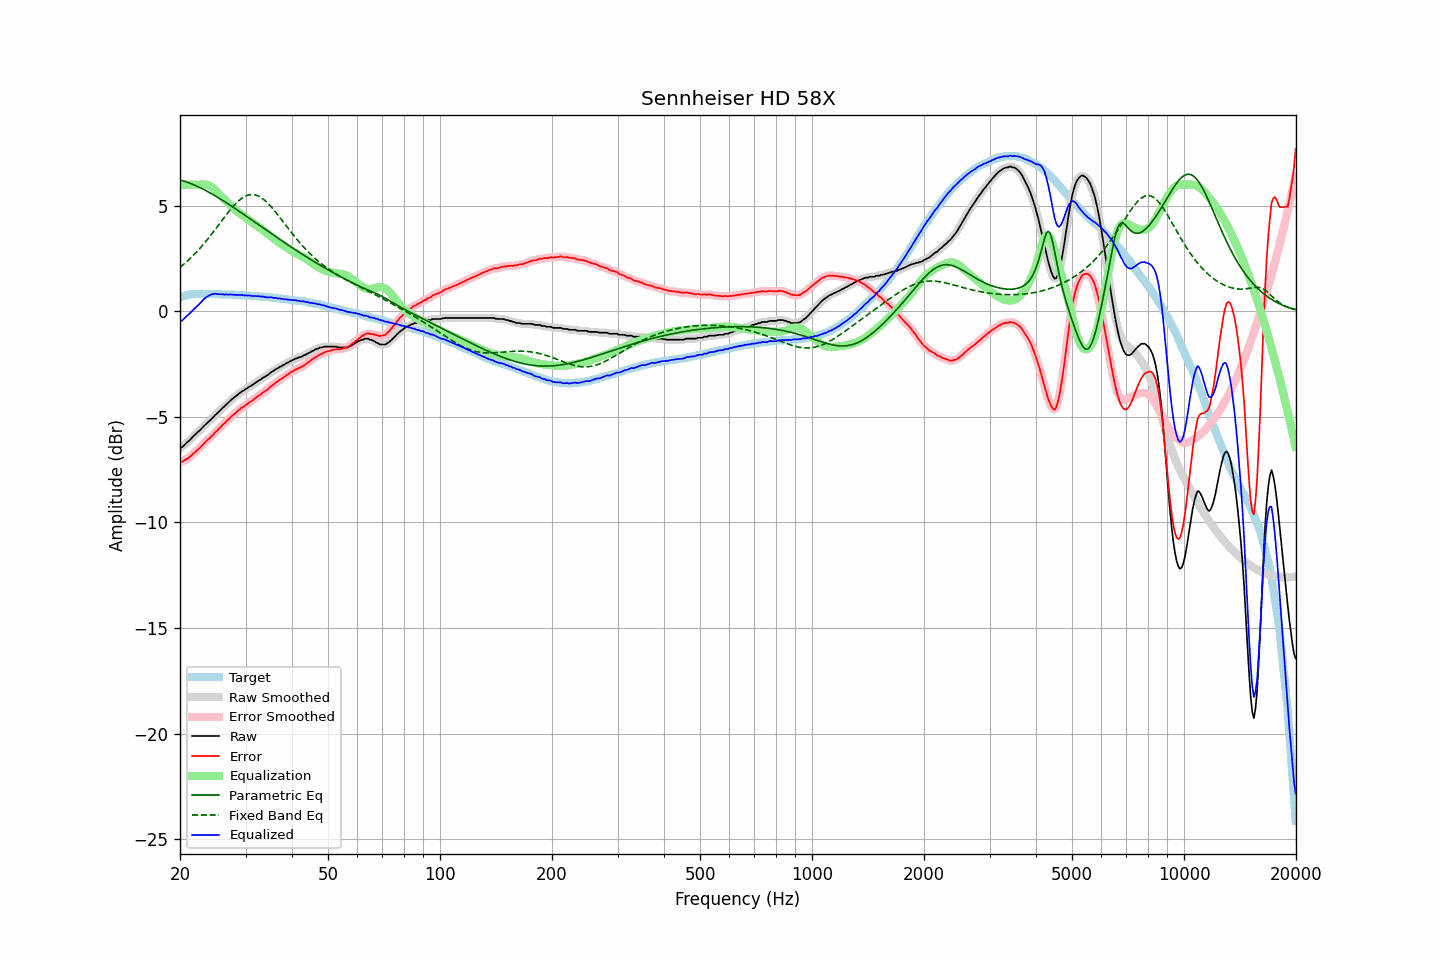 Sennheiser HD 58X
Amplitude (dBr)
5
0
−5
−10
−15
−20
−25
Target
Raw Smoothed
Error Smoothed
Raw
Error
Equalization
Parametric Eq
Fixed Band Eq
Equalized
20 50 100 200 500 1000 2000 5000 10000 20000
Frequency (Hz)